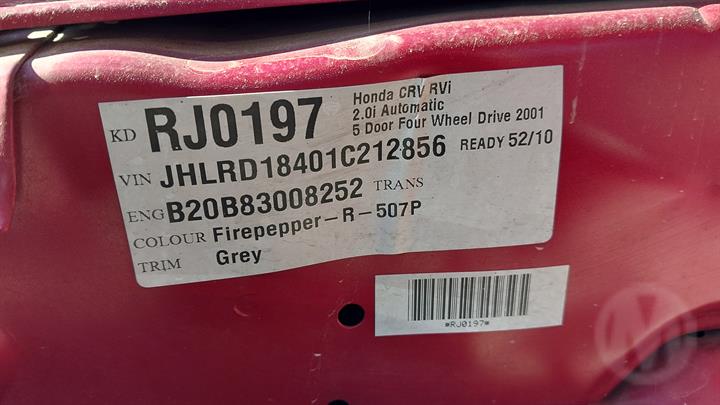 Honda CRV RVi
KD RJ0197 2.0i Automatic
5 Door Four Wheel Drive 2001
VIN JHLRD18401C212856 READY 52/10
ENG B20B83008252 TRANS
COLOUR Firepepper-R-507P
TRIM Grey
*RJ0197*
M